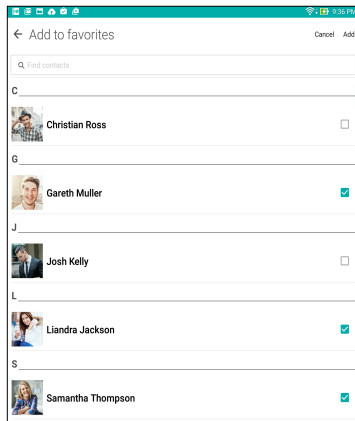 9:36 PM
Add to favorites
Cancel Add
Find contacts
C
Christian Ross
G
Gareth Muller
J
Josh Kelly
L
Liandra Jackson
S
Samantha Thompson